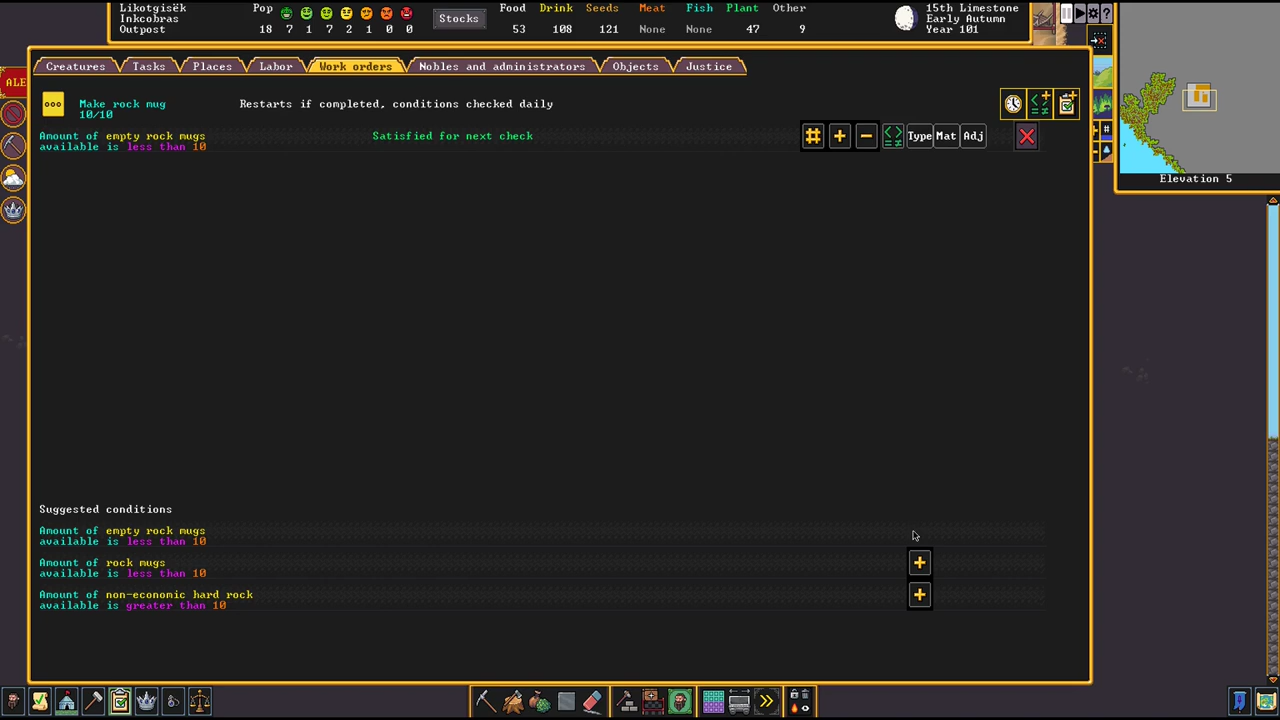 Likotgisëk Pop Food Drink Seeds Meat Fish Plant Other 15th Limestone
Inkcobras Stocks Early Autumn
Outpost 18 7 1 7 2 1 0 0 53 108 121 None None 47 9 Year 101
ALE
Creatures Tasks Places Labor Work orders Nobles and administrators Objects Justice
Make rock mug Restarts if completed, conditions checked daily
10/10
Amount of empty rock mugs Satisfied for next check Type Mat Adj
available is less than 10
Elevation 5
Suggested conditions
Amount of empty rock mugs
available is less than 10
Amount of rock mugs
available is less than 10
Amount of non-economic hard rock
available is greater than 10